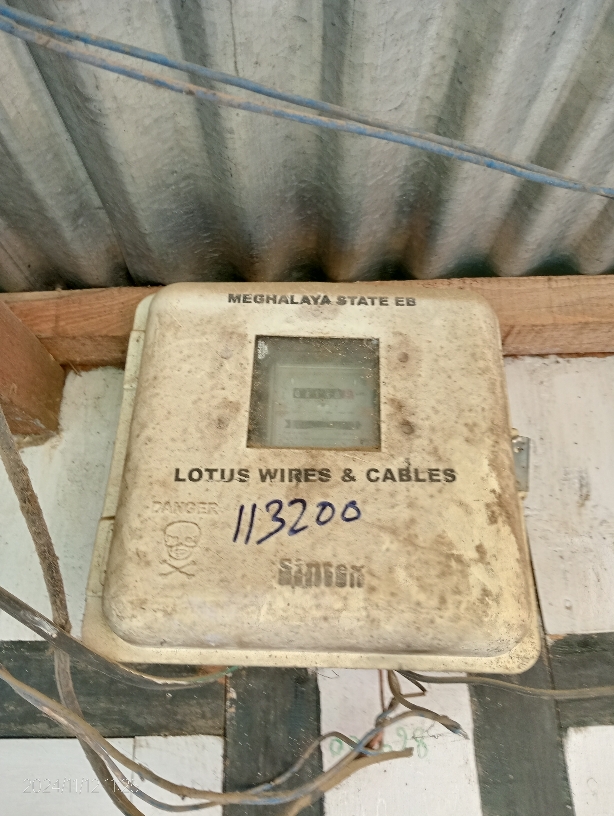 MEGHALAYA STATE EB
LOTUS WIRES & CABLES
DANGER
113200
Sintex